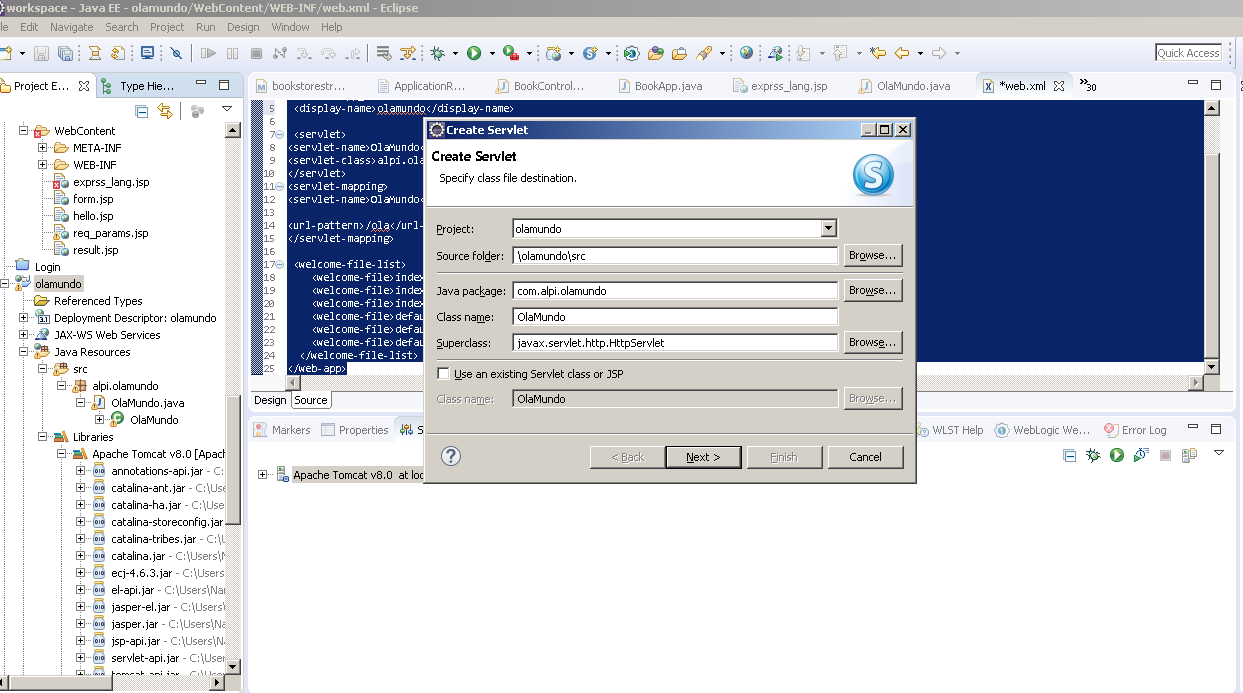 workspace - Java EE - olamundo/WebContent/WEB-INF/web.xml - Eclipse
le Edit Navigate Search Project Run Design Window Help
Quick Access
Project E... Type Hie...
bookstorestr... ApplicationR... BookControl... BookApp.java exprss_lang.jsp OlaMundo.java *web.xml 30
WebContent
META-INF
WEB-INF
exprss_lang.jsp
form.jsp
hello.jsp
req_params.jsp
result.jsp
Login
olamundo
Referenced Types
Deployment Descriptor: olamundo
JAX-WS Web Services
Java Resources
src
alpi.olamundo
OlaMundo.java
OlaMundo
Libraries
Apache Tomcat v8.0 [Apac
annotations-api.jar - C:\Us
catalina-ant.jar - C:\Use
catalina-ha.jar - C:\Users
catalina-storeconfig.jar
catalina-tribes.jar - C:\
catalina.jar - C:\Users\N
ecj-4.6.3.jar - C:\Users
el-api.jar - C:\Users\Nar
jasper-el.jar - C:\Users
jasper.jar - C:\Users\Na
jsp-api.jar - C:\Users\N
servlet-api.jar - C:\Use
tomcat-api.jar - C:\User
5 <display-name>olamundo</display-name>
6
7 <servlet>
8 <servlet-name>OlaMundo<
9 <servlet-class>alpi.ola
10 </servlet>
11 <servlet-mapping>
12 <servlet-name>OlaMundo<
13
14 <url-pattern>/ola</url-
15 </servlet-mapping>
16
17 <welcome-file-list>
18 <welcome-file>index
19 <welcome-file>index
20 <welcome-file>index
21 <welcome-file>defau
22 <welcome-file>defau
23 <welcome-file>defau
24 </welcome-file-list>
25 </web-app>
Design Source
Create Servlet
Create Servlet
Specify class file destination.
S
Project: olamundo
Source folder: \olamundo\src Browse...
Java package: com.alpi.olamundo Browse...
Class name: OlaMundo
Superclass: javax.servlet.http.HttpServlet Browse...
Use an existing Servlet class or JSP
Class name: OlaMundo Browse...
? < Back Next > Finish Cancel
Markers Properties S WLST Help WebLogic We... Error Log
Apache Tomcat v8.0 at loc